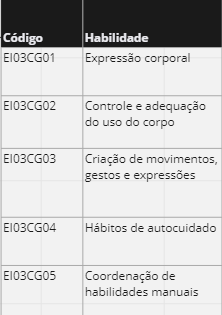 Código Habilidade
EI03CG01 Expressão corporal
EI03CG02 Controle e adequação
do uso do corpo
EI03CG03 Criação de movimentos,
gestos e expressões
EI03CG04 Hábitos de autocuidado
EI03CG05 Coordenação de
habilidades manuais